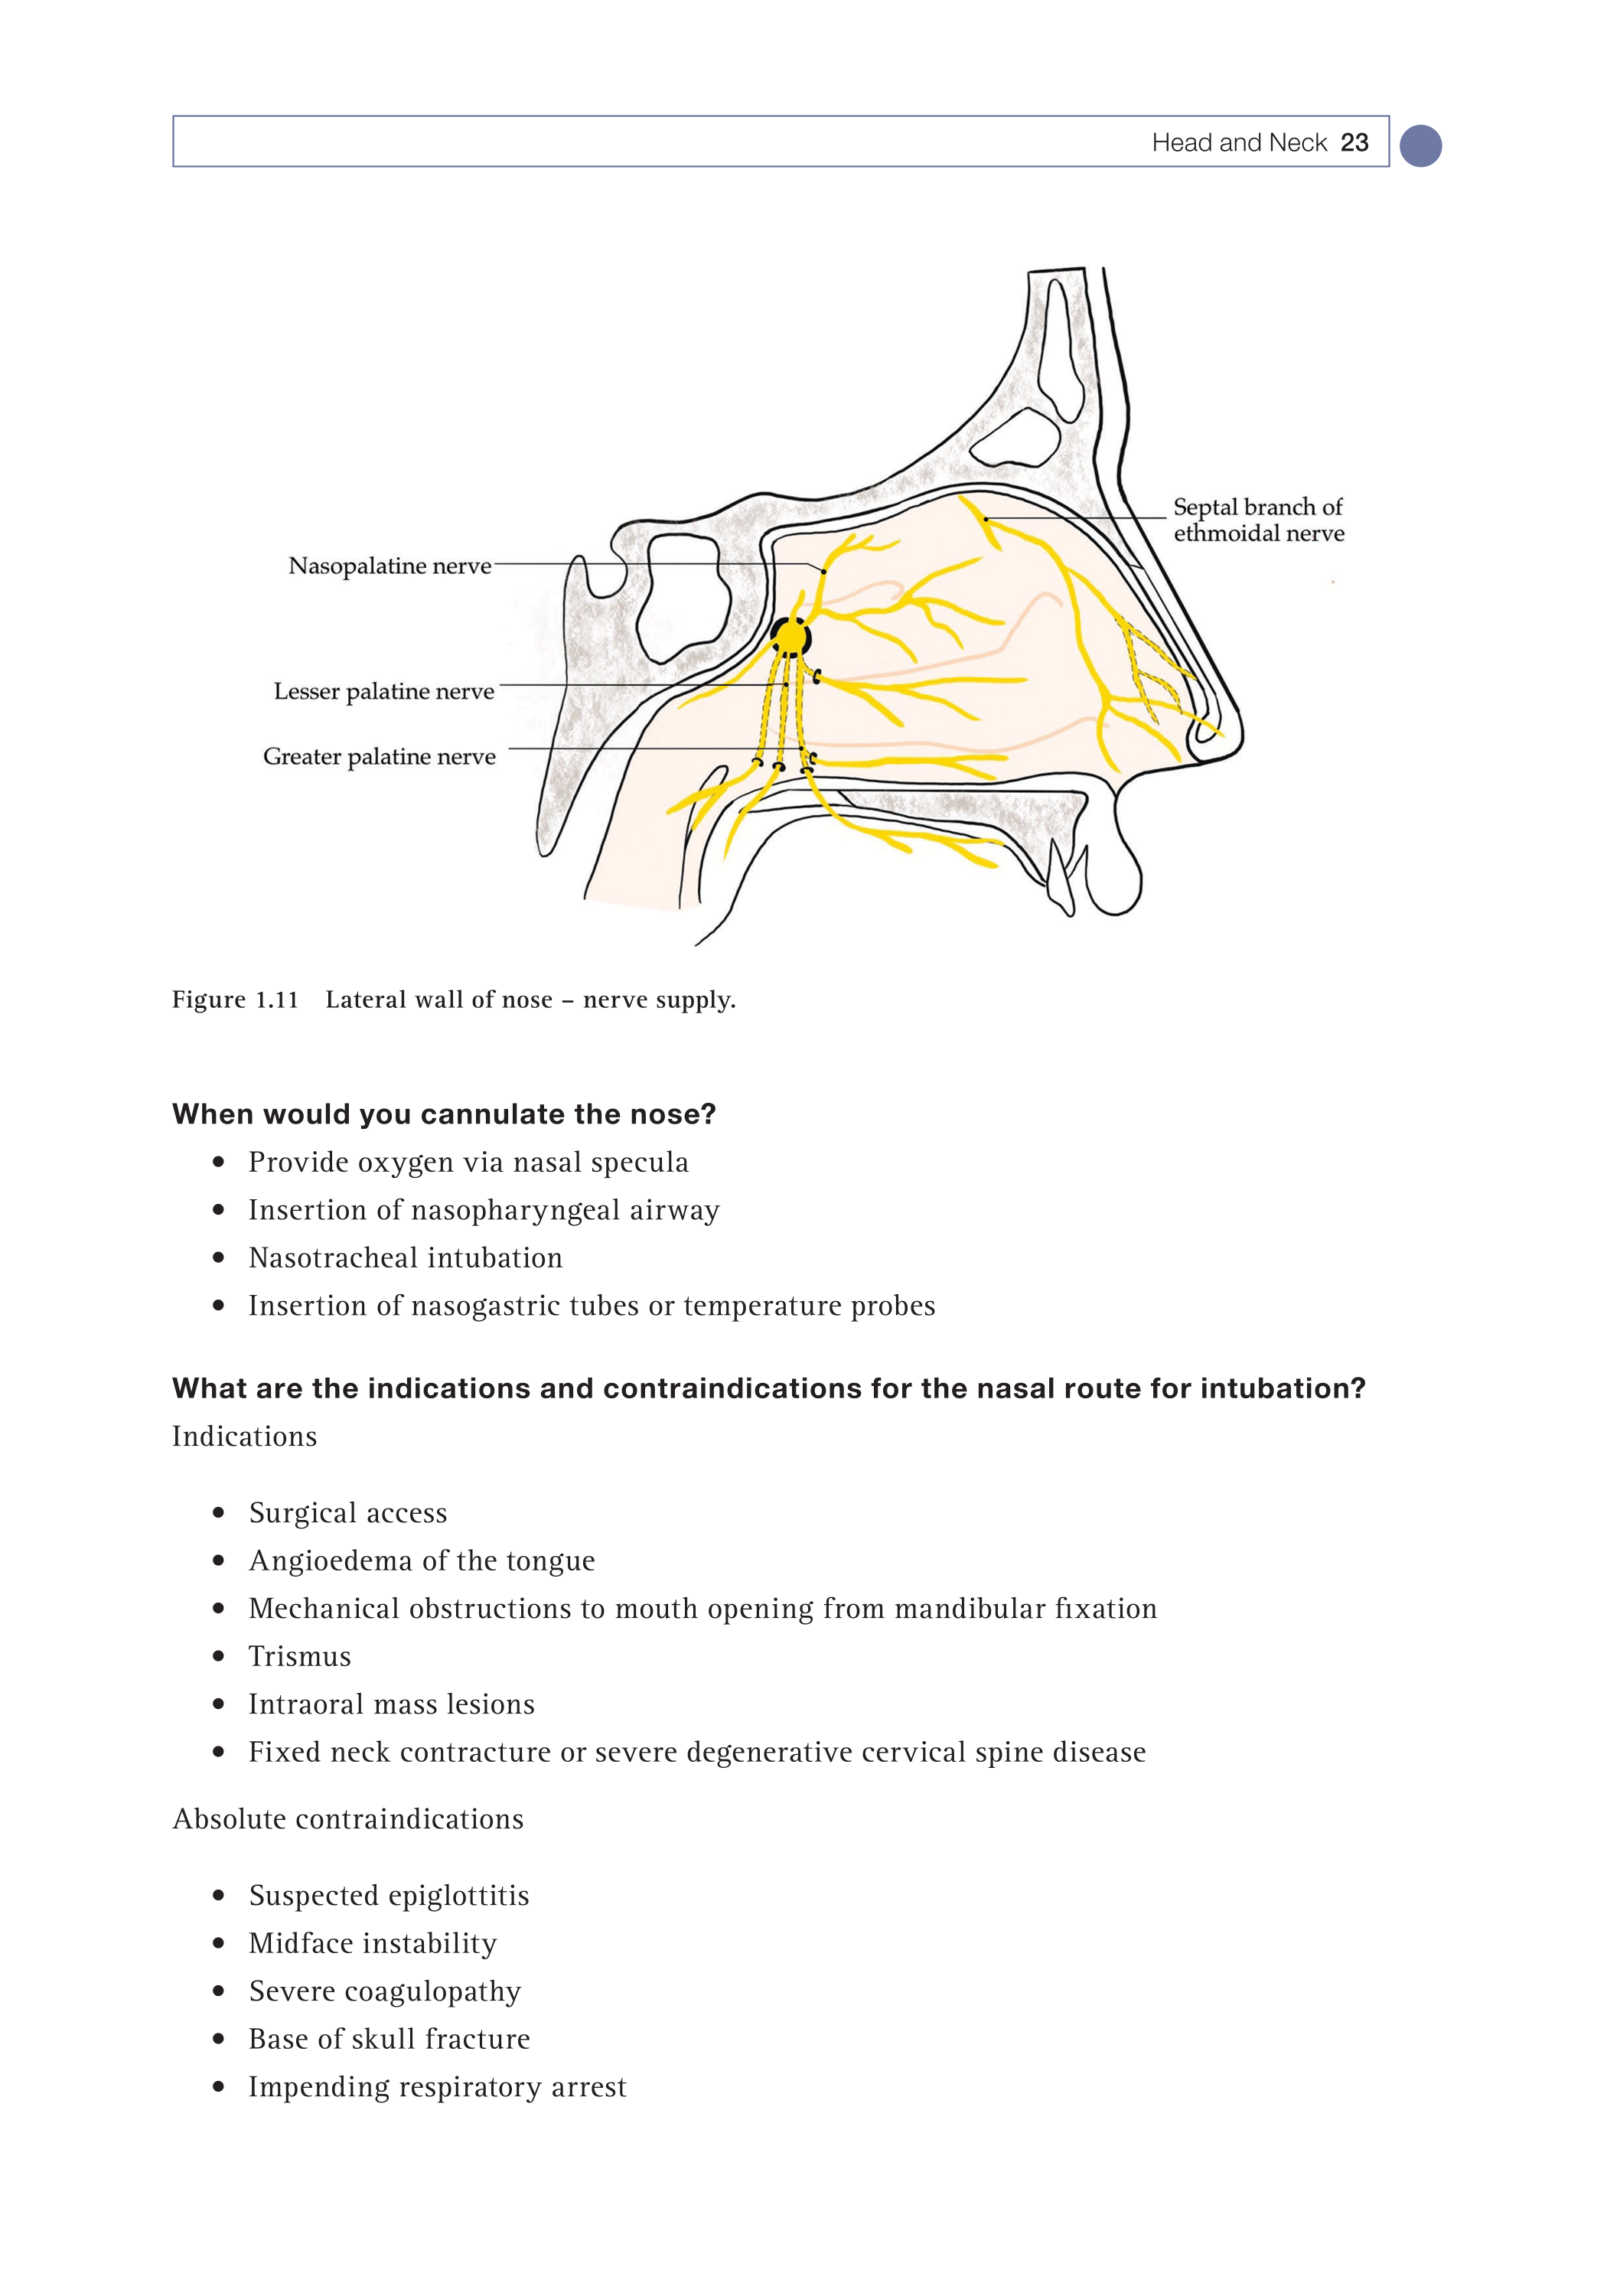 Head and Neck 23
Septal branch of
ethmoidal nerve
Nasopalatine nerve
Lesser palatine nerve
Greater palatine nerve
Figure 1.11 Lateral wall of nose – nerve supply.
When would you cannulate the nose?
• Provide oxygen via nasal specula
• Insertion of nasopharyngeal airway
• Nasotracheal intubation
• Insertion of nasogastric tubes or temperature probes
What are the indications and contraindications for the nasal route for intubation?
Indications
• Surgical access
• Angioedema of the tongue
• Mechanical obstructions to mouth opening from mandibular fixation
• Trismus
• Intraoral mass lesions
• Fixed neck contracture or severe degenerative cervical spine disease
Absolute contraindications
• Suspected epiglottitis
• Midface instability
• Severe coagulopathy
• Base of skull fracture
• Impending respiratory arrest